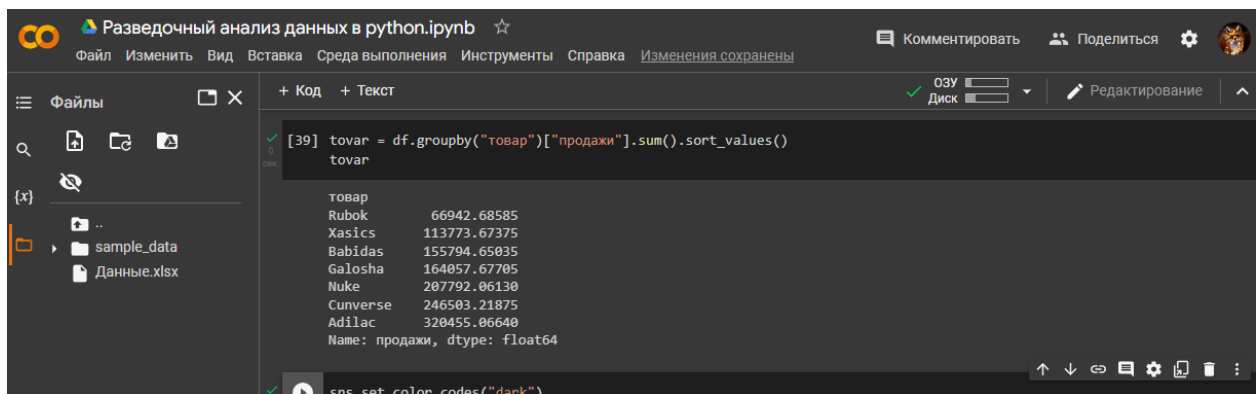 Разведочный анализ данных в python.ipynb
Файл Изменить Вид Вставка Среда выполнения Инструменты Справка Изменения сохранены
Комментировать Поделиться
Файлы
+ Код + Текст
ОЗУ
Диск
Редактирование
{x}
..
sample_data
Данные.xlsx
0
сек.
[39] tovar = df.groupby("товар")["продажи"].sum().sort_values()
tovar
товар
Rubok 66942.68585
Xasics 113773.67375
Babidas 155794.65035
Galosha 164057.67705
Nuke 207792.06130
Cunverse 246503.21875
Adilac 320455.06640
Name: продажи, dtype: float64
sns.set_color_codes("dark")